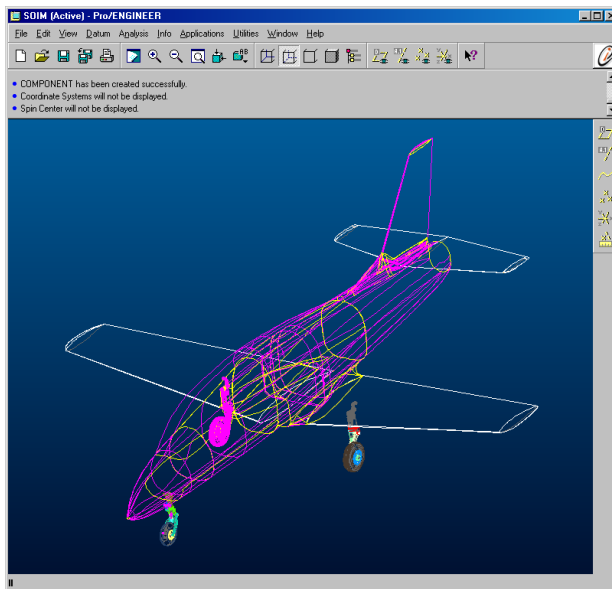 SOIM (Active) - Pro/ENGINEER
File Edit View Datum Analysis Info Applications Utilities Window Help
COMPONENT has been created successfully.
Coordinate Systems will not be displayed.
Spin Center will not be displayed.